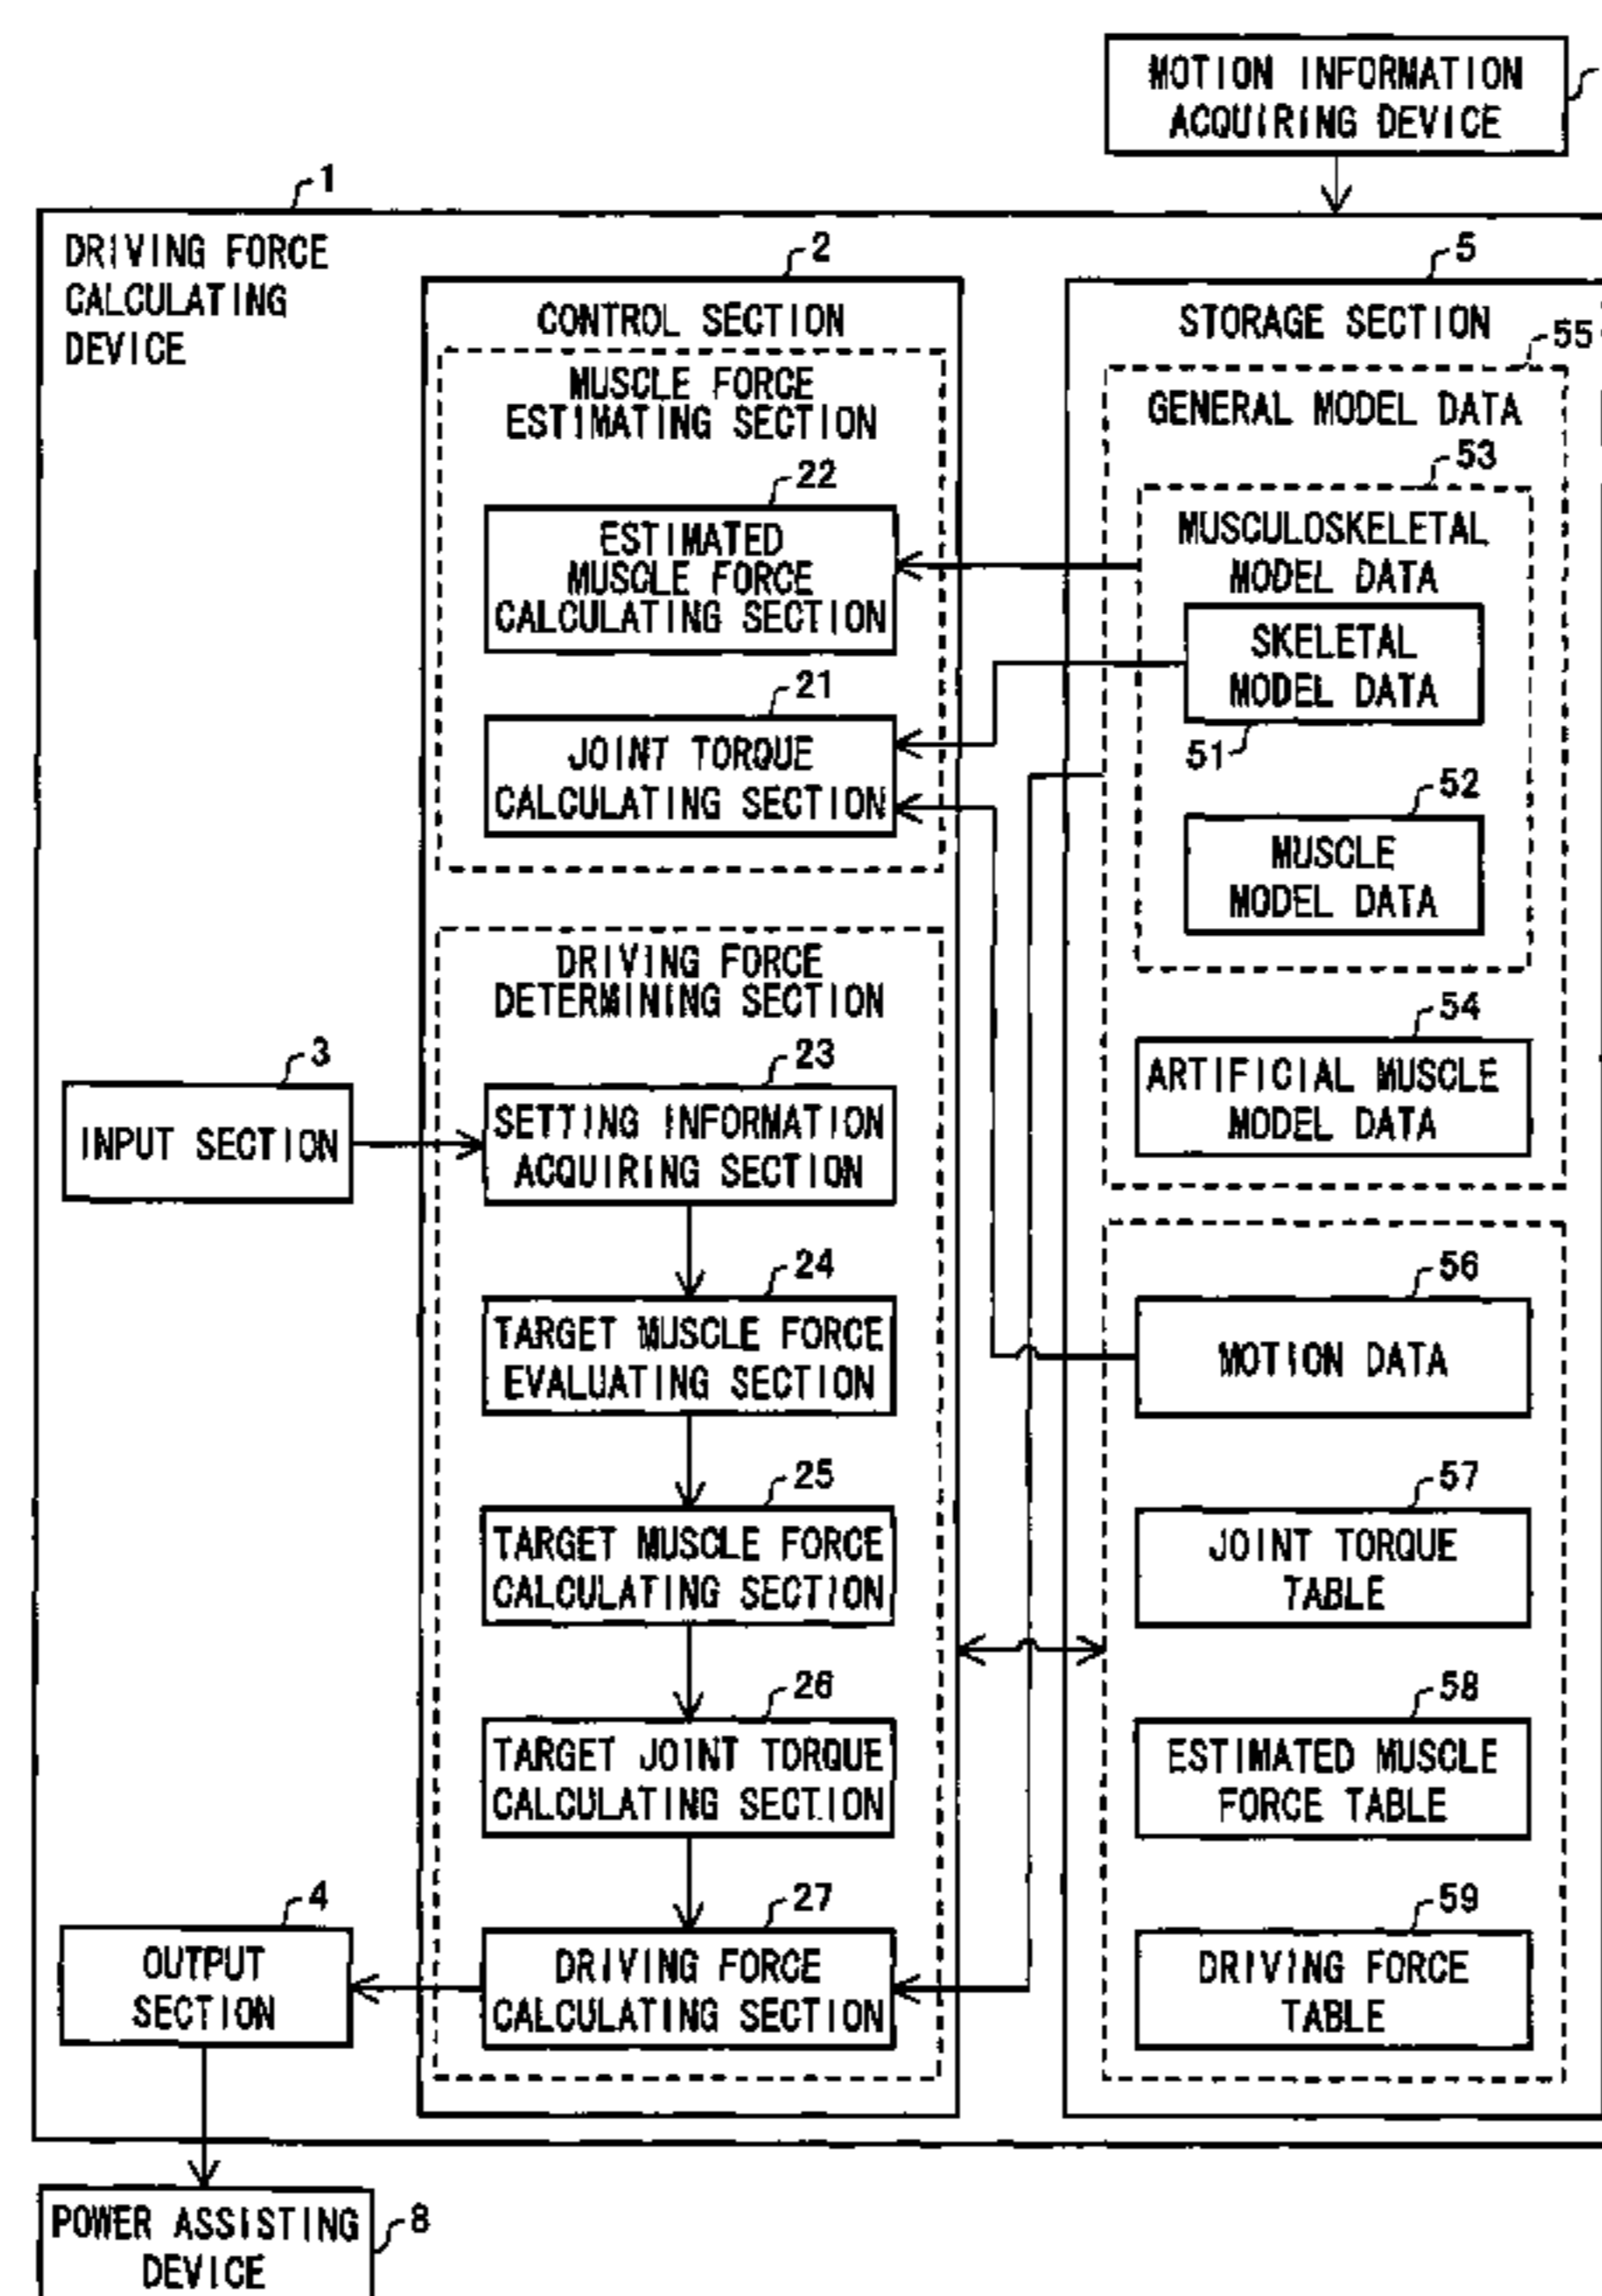 MOTION INFORMATION
ACQUIRING DEVICE
1
DRIVING FORCE
CALCULATING
DEVICE
2
CONTROL SECTION
MUSCLE FORCE
ESTIMATING SECTION
22
ESTIMATED
MUSCLE FORCE
CALCULATING SECTION
21
JOINT TORQUE
CALCULATING SECTION
DRIVING FORCE
DETERMINING SECTION
3
INPUT SECTION
23
SETTING INFORMATION
ACQUIRING SECTION
24
TARGET MUSCLE FORCE
EVALUATING SECTION
25
TARGET MUSCLE FORCE
CALCULATING SECTION
26
TARGET JOINT TORQUE
CALCULATING SECTION
27
DRIVING FORCE
CALCULATING SECTION
4
OUTPUT
SECTION
5
STORAGE SECTION
55
GENERAL MODEL DATA
53
MUSCULOSKELETAL
MODEL DATA
SKELETAL
MODEL DATA
51
52
MUSCLE
MODEL DATA
54
ARTIFICIAL MUSCLE
MODEL DATA
56
MOTION DATA
57
JOINT TORQUE
TABLE
58
ESTIMATED MUSCLE
FORCE TABLE
59
DRIVING FORCE
TABLE
POWER ASSISTING
DEVICE
8